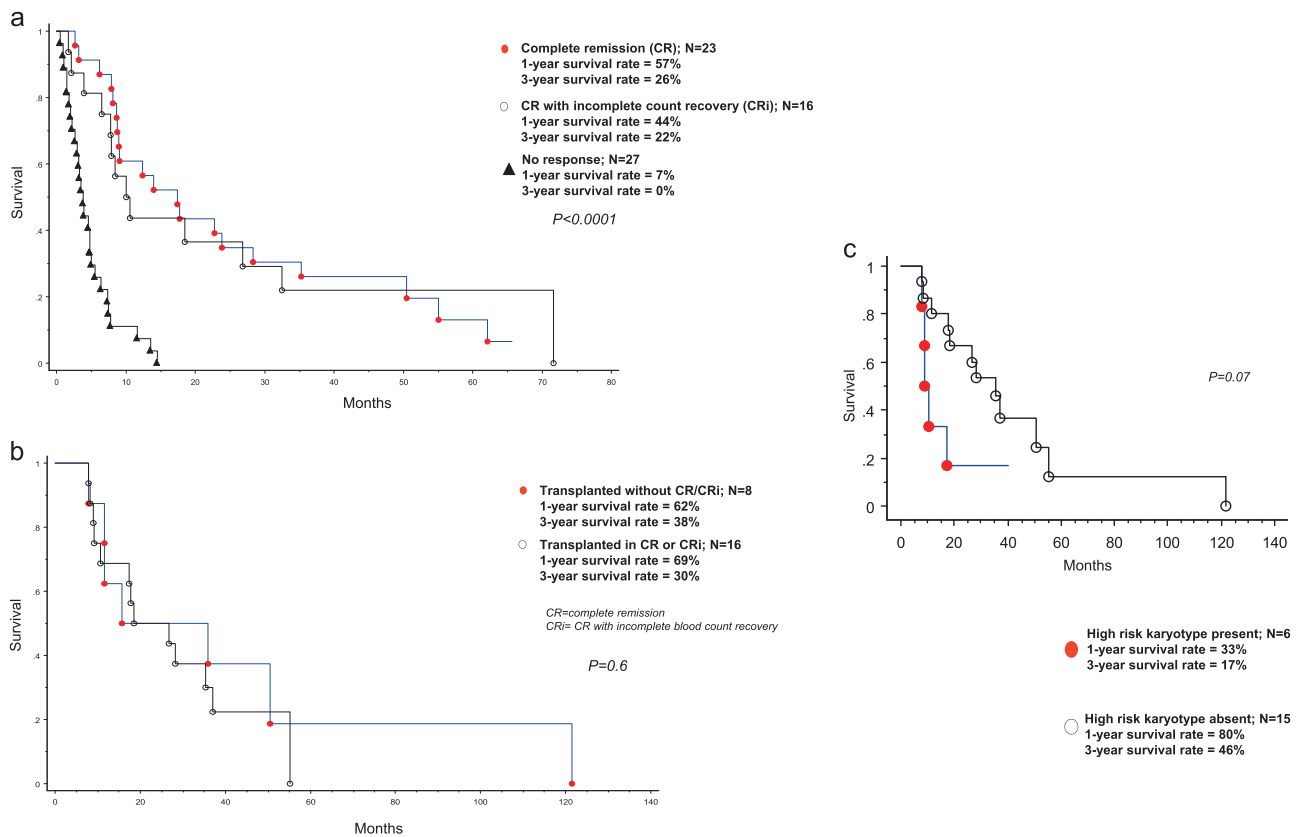 a
1
.8
.6
.4
.2
0
Survival
0 10 20 30 40 50 60 70 80
Months
Complete remission (CR); N=23
1-year survival rate = 57%
3-year survival rate = 26%
CR with incomplete count recovery (CRi); N=16
1-year survival rate = 44%
3-year survival rate = 22%
No response; N=27
1-year survival rate = 7%
3-year survival rate = 0%
P<0.0001
b
1
.8
.6
.4
.2
0
Survival
0 20 40 60 80 100 120 140
Months
Transplanted without CR/CRi; N=8
1-year survival rate = 62%
3-year survival rate = 38%
Transplanted in CR or CRi; N=16
1-year survival rate = 69%
3-year survival rate = 30%
CR=complete remission
CRi= CR with incomplete blood count recovery
P=0.6
c
1
.8
.6
.4
.2
0
Survival
0 20 40 60 80 100 120 140
Months
P=0.07
High risk karyotype present; N=6
1-year survival rate = 33%
3-year survival rate = 17%
High risk karyotype absent; N=15
1-year survival rate = 80%
3-year survival rate = 46%